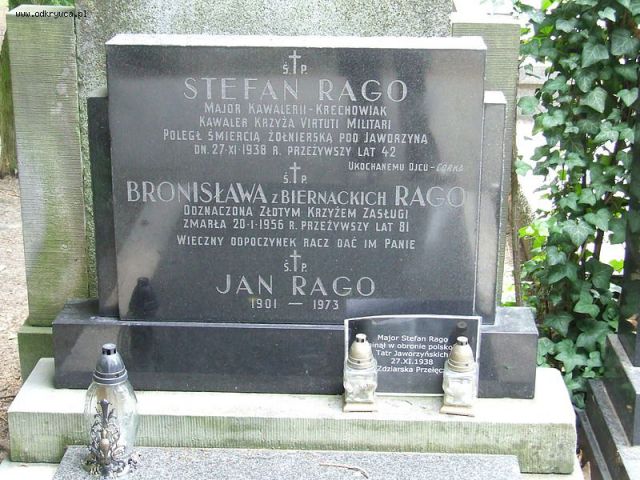 www.odkrywca.pl
Ś.P.
STEFAN RAGO
MAJOR KAWALERII-KRECHOWIAK
KAWALER KRZYŻA VIRTUTI MILITARI
POLEGŁ ŚMIERCIĄ ŻOŁNIERSKĄ POD JAWORZYNĄ
DN. 27·XI·1938 R. PRZEŻYWSZY LAT 42
UKOCHANEMU OJCU-CÓRKA
Ś.P.
BRONISŁAWA Z BIERNACKICH RAGO
ODZNACZONA ZŁOTYM KRZYŻEM ZASŁUGI
ZMARŁA 20·1·1956 R. PRZEŻYWSZY LAT 81
WIECZNY ODPOCZYNEK RACZ DAĆ IM PANIE
Ś.P.
JAN RAGO
1901 — 1973
Major Stefan Rago
w obronie
Tatr Jaworzyńskich
27.XI.1938
Zdziarska